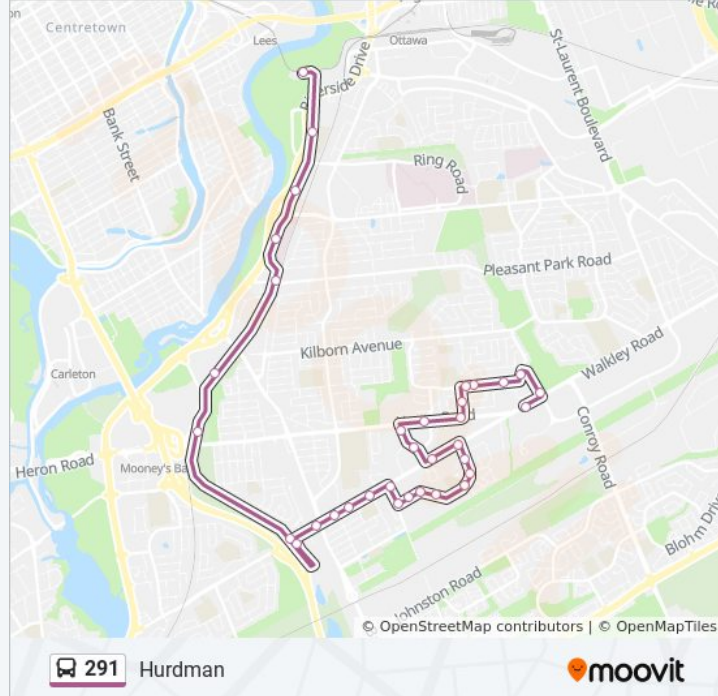 Centretown
Lees
Ottawa
Riverside Drive
St-Laurent Boulevard
Bank Street
Ring Road
Pleasant Park Road
Kilborn Avenue
Walkley Road
Carleton
Conroy Road
Heron Road
Mooney's Ba
Johnston Road
© OpenStreetMap contributors | © OpenMapTiles
291 Hurdman
moovit